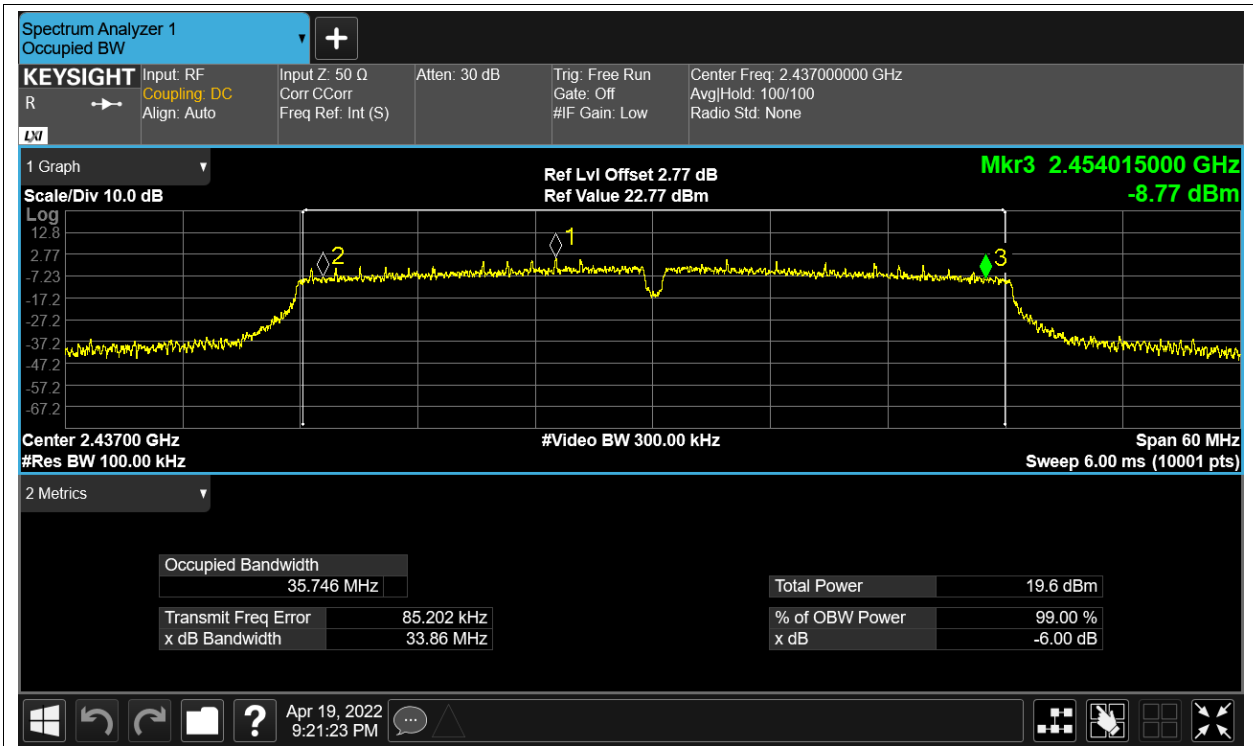 Spectrum Analyzer 1
Occupied BW
KEYSIGHT
R
LXI
Input: RF
Coupling: DC
Align: Auto
Input Z: 50 Ω
Corr CCorr
Freq Ref: Int (S)
Atten: 30 dB
Trig: Free Run
Gate: Off
#IF Gain: Low
Center Freq: 2.437000000 GHz
Avg|Hold: 100/100
Radio Std: None
1 Graph
Scale/Div 10.0 dB
Ref Lvl Offset 2.77 dB
Ref Value 22.77 dBm
Mkr3 2.454015000 GHz
-8.77 dBm
Log
12.8
2.77
-7.23
-17.2
-27.2
-37.2
-47.2
-57.2
-67.2
2
1
3
Center 2.43700 GHz
#Video BW 300.00 kHz
Span 60 MHz
#Res BW 100.00 kHz
Sweep 6.00 ms (10001 pts)
2 Metrics
Occupied Bandwidth
35.746 MHz
Transmit Freq Error 85.202 kHz
x dB Bandwidth 33.86 MHz
Total Power 19.6 dBm
% of OBW Power 99.00 %
x dB -6.00 dB
?
Apr 19, 2022
9:21:23 PM